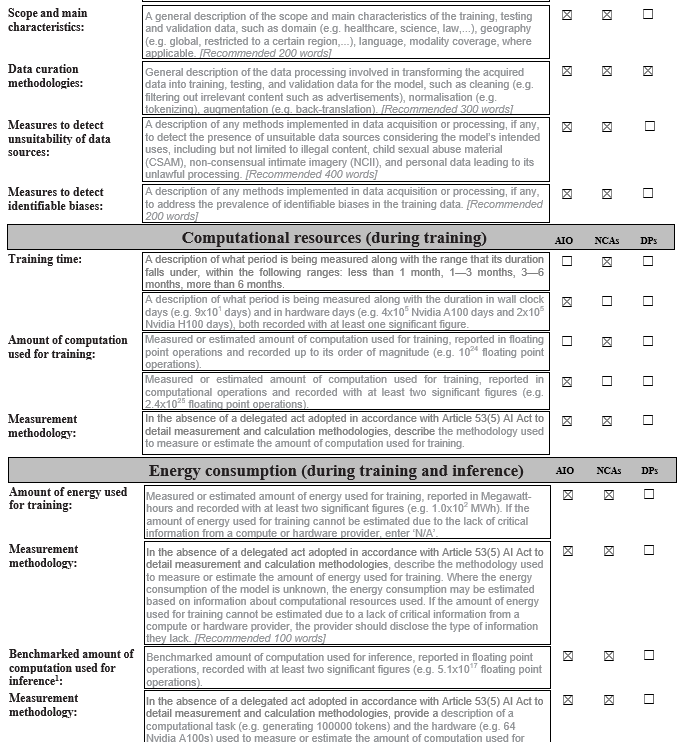 Scope and main
characteristics:
A general description of the scope and main characteristics of the training, testing
and validation data, such as domain (e.g. healthcare, science, law,...), geography
(e.g. global, restricted to a certain region,...), language, modality coverage, where
applicable. [Recommended 200 words]
☒ ☒ ☐
Data curation
methodologies:
General description of the data processing involved in transforming the acquired
data into training, testing, and validation data for the model, such as cleaning (e.g.
filtering out irrelevant content such as advertisements), normalisation (e.g.
tokenizing), augmentation (e.g. back-translation). [Recommended 300 words]
☒ ☒ ☒
Measures to detect
unsuitability of data
sources:
A description of any methods implemented in data acquisition or processing, if any,
to detect the presence of unsuitable data sources considering the model's intended
uses, including but not limited to illegal content, child sexual abuse material
(CSAM), non-consensual intimate imagery (NCII), and personal data leading to its
unlawful processing. [Recommended 400 words]
☒ ☒ ☐
Measures to detect
identifiable biases:
A description of any methods implemented in data acquisition or processing, if any,
to address the prevalence of identifiable biases in the training data. [Recommended
200 words]
☒ ☒ ☐
Computational resources (during training) AIO NCAs DPs
Training time:
A description of what period is being measured along with the range that its duration
falls under, within the following ranges: less than 1 month, 1—3 months, 3—6
months, more than 6 months.
☐ ☒ ☐
A description of what period is being measured along with the duration in wall clock
days (e.g. 9x10¹ days) and in hardware days (e.g. 4x10⁵ Nvidia A100 days and 2x10⁵
Nvidia H100 days), both recorded with at least one significant figure.
☒ ☐ ☐
Amount of computation
used for training:
Measured or estimated amount of computation used for training, reported in floating
point operations and recorded up to its order of magnitude (e.g. 10²⁴ floating point
operations).
☐ ☒ ☐
Measured or estimated amount of computation used for training, reported in
computational operations and recorded with at least two significant figures (e.g.
2.4x10²⁵ floating point operations).
☒ ☐ ☐
Measurement
methodology:
In the absence of a delegated act adopted in accordance with Article 53(5) AI Act to
detail measurement and calculation methodologies, describe the methodology used
to measure or estimate the amount of computation used for training.
☒ ☒ ☐
Energy consumption (during training and inference) AIO NCAs DPs
Amount of energy used
for training:
Measured or estimated amount of energy used for training, reported in Megawatt-
hours and recorded with at least two significant figures (e.g. 1.0x10² MWh). If the
amount of energy used for training cannot be estimated due to the lack of critical
information from a compute or hardware provider, enter 'N/A'.
☒ ☒ ☐
Measurement
methodology:
In the absence of a delegated act adopted in accordance with Article 53(5) AI Act to
detail measurement and calculation methodologies, describe the methodology used
to measure or estimate the amount of energy used for training. Where the energy
consumption of the model is unknown, the energy consumption may be estimated
based on information about computational resources used. If the amount of energy
used for training cannot be estimated due to a lack of critical information from a
compute or hardware provider, the provider should disclose the type of information
they lack. [Recommended 100 words]
☒ ☒ ☐
Benchmarked amount of
computation used for
inference¹:
Benchmarked amount of computation used for inference, reported in floating point
operations, recorded with at least two significant figures (e.g. 5.1x10¹⁷ floating point
operations).
☒ ☒ ☐
Measurement
methodology:
In the absence of a delegated act adopted in accordance with Article 53(5) AI Act to
detail measurement and calculation methodologies, provide a description of a
computational task (e.g. generating 100000 tokens) and the hardware (e.g. 64
Nvidia A100s) used to measure or estimate the amount of computation used for
☒ ☒ ☐